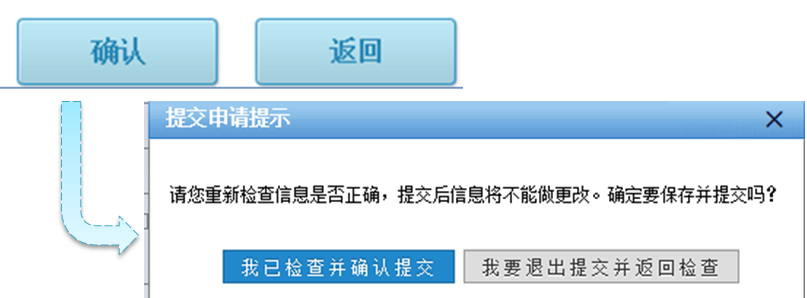 确认 返回
提交申请提示
请您重新检查信息是否正确，提交后信息将不能做更改。确定要保存并提交吗？
我已检查并确认提交 我要退出提交并返回检查